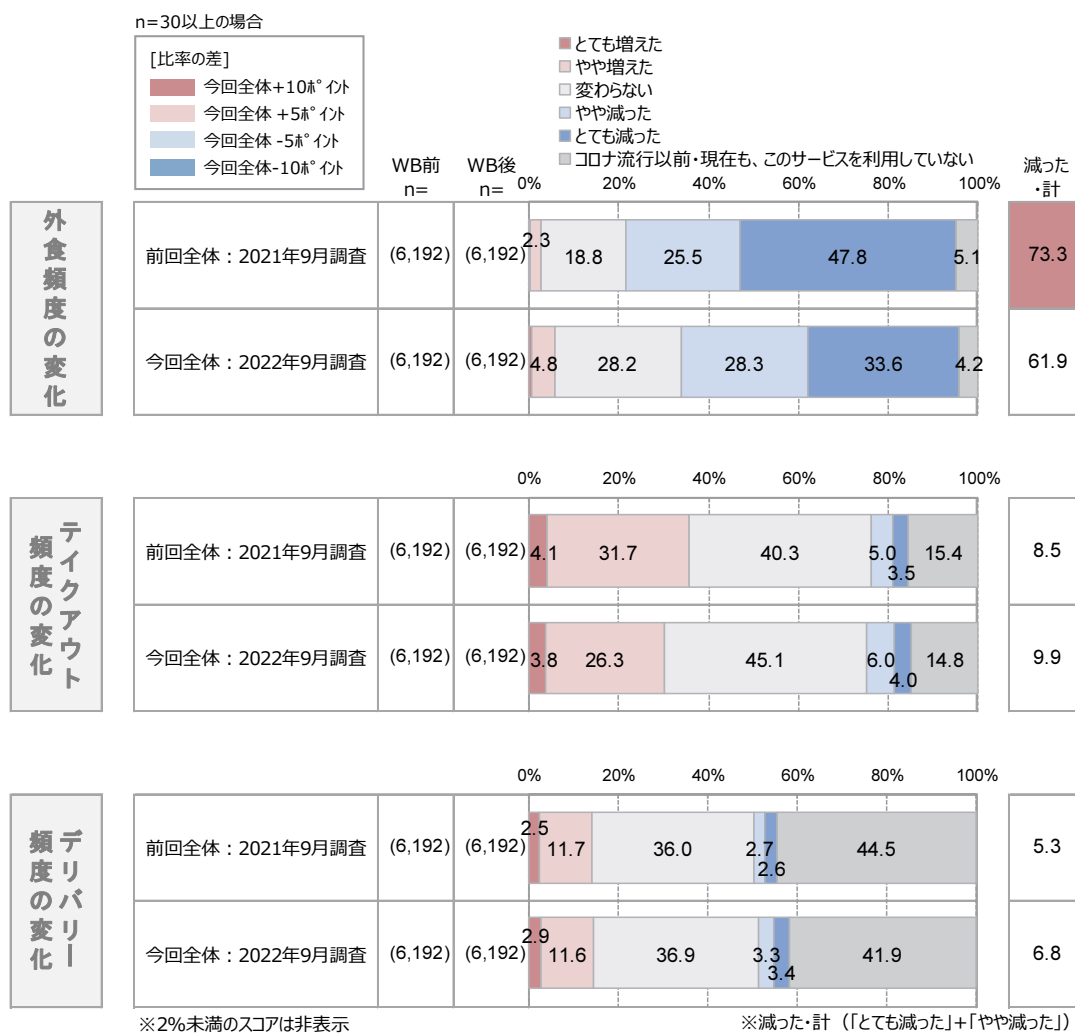 n=30以上の場合
[比率の差]
今回全体+10ﾎﾟｲﾝﾄ
今回全体 +5ﾎﾟｲﾝﾄ
今回全体 -5ﾎﾟｲﾝﾄ
今回全体-10ﾎﾟｲﾝﾄ
とても増えた
やや増えた
変わらない
やや減った
とても減った
コロナ流行以前・現在も、このサービスを利用していない
WB前 n=
WB後 n=
0% 20% 40% 60% 80% 100%
減った・計
外食頻度の変化
前回全体：2021年9月調査 (6,192) (6,192) 2.3 18.8 25.5 47.8 5.1 73.3
今回全体：2022年9月調査 (6,192) (6,192) 4.8 28.2 28.3 33.6 4.2 61.9
0% 20% 40% 60% 80% 100%
テイクアウト
頻度の変化
前回全体：2021年9月調査 (6,192) (6,192) 4.1 31.7 40.3 5.0 3.5 15.4 8.5
今回全体：2022年9月調査 (6,192) (6,192) 3.8 26.3 45.1 6.0 4.0 14.8 9.9
0% 20% 40% 60% 80% 100%
デリバリー
頻度の変化
前回全体：2021年9月調査 (6,192) (6,192) 2.5 11.7 36.0 2.7 2.6 44.5 5.3
今回全体：2022年9月調査 (6,192) (6,192) 2.9 11.6 36.9 3.3 3.4 41.9 6.8
※2%未満のスコアは非表示
※減った・計（「とても減った」+「やや減った」）